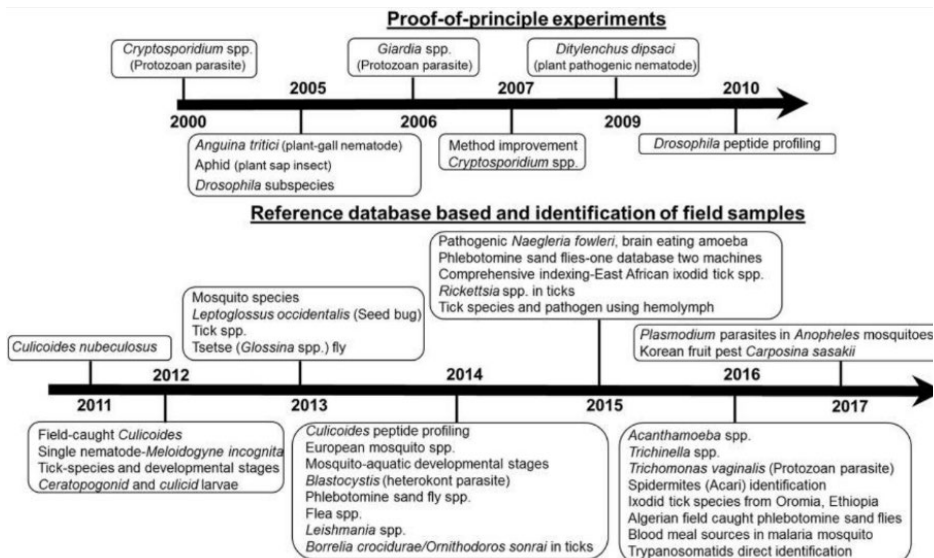 Proof-of-principle experiments
Cryptosporidium spp.
(Protozoan parasite)
Giardia spp.
(Protozoan parasite)
Ditylenchus dipsaci
(plant pathogenic nematode)
2005
2007
2010
2000
2006
2009
Anguina tritici (plant-gall nematode)
Aphid (plant sap insect)
Drosophila subspecies
Method improvement
Cryptosporidium spp.
Drosophila peptide profiling
Reference database based and identification of field samples
Pathogenic Naegleria fowleri, brain eating amoeba
Phlebotomine sand flies-one database two machines
Comprehensive indexing-East African ixodid tick spp.
Rickettsia spp. in ticks
Tick species and pathogen using hemolymph
Mosquito species
Leptoglossus occidentalis (Seed bug)
Tick spp.
Tsetse (Glossina spp.) fly
Culicoides nubeculosus
Plasmodium parasites in Anopheles mosquitoes
Korean fruit pest Carposina sasakii
2012
2014
2016
2011
2013
2015
2017
Field-caught Culicoides
Single nematode-Meloidogyne incognita
Tick-species and developmental stages
Ceratopogonid and culicid larvae
Culicoides peptide profiling
European mosquito spp.
Mosquito-aquatic developmental stages
Blastocystis (heterokont parasite)
Phlebotomine sand fly spp.
Flea spp.
Leishmania spp.
Borrelia crocidurae/Ornithodoros sonrai in ticks
Acanthamoeba spp.
Trichinella spp.
Trichomonas vaginalis (Protozoan parasite)
Spidermites (Acari) identification
Ixodid tick species from Oromia, Ethiopia
Algerian field caught phlebotomine sand flies
Blood meal sources in malaria mosquito
Trypanosomatids direct identification